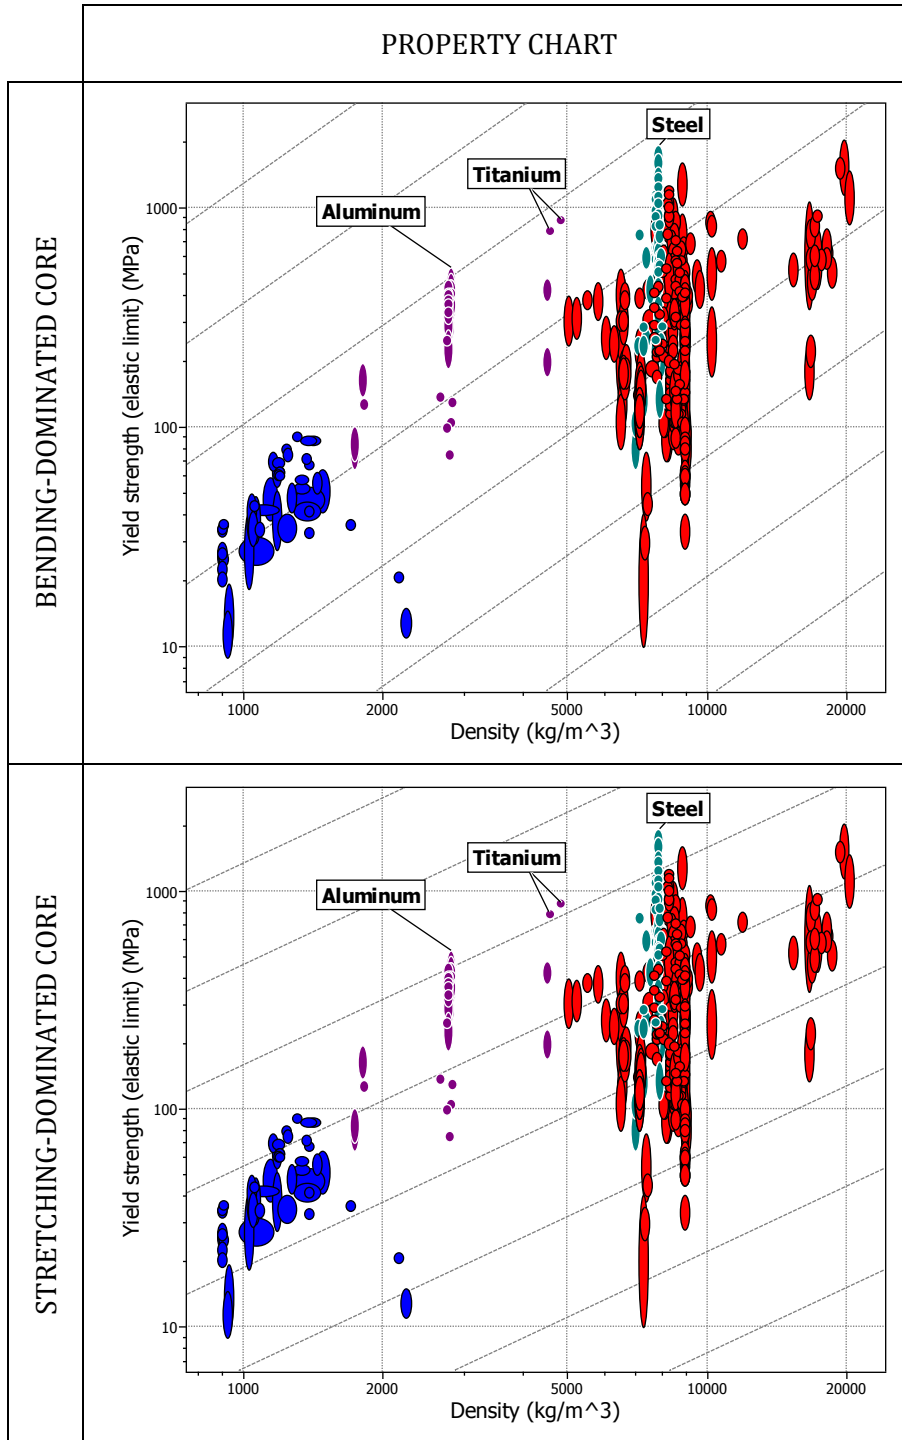 PROPERTY CHART
BENDING-DOMINATED CORE
Yield strength (elastic limit) (MPa)
1000
100
10
Steel
Titanium
Aluminum
1000
2000
5000
10000
20000
Density (kg/m^3)
STRETCHING-DOMINATED CORE
Yield strength (elastic limit) (MPa)
1000
100
10
Steel
Titanium
Aluminum
1000
2000
5000
10000
20000
Density (kg/m^3)